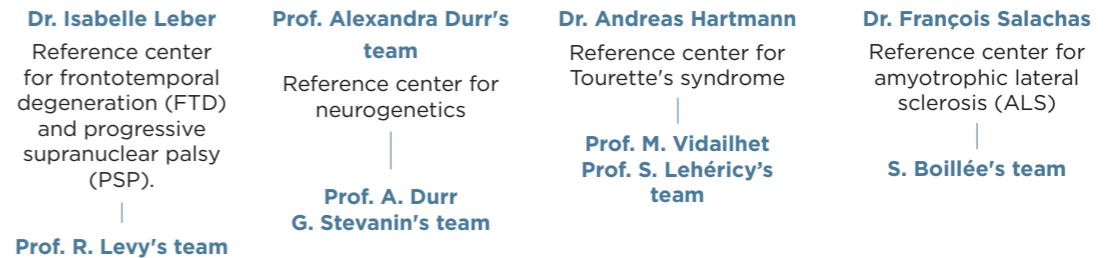 Dr. Isabelle Leber
Reference center
for frontotemporal
degeneration (FTD)
and progressive
supranuclear palsy
(PSP).
Prof. R. Levy's team
Prof. Alexandra Durr's
team
Reference center for
neurogenetics
Prof. A. Durr
G. Stevanin's team
Dr. Andreas Hartmann
Reference center for
Tourette's syndrome
Prof. M. Vidailhet
Prof. S. Lehéricy’s
team
Dr. François Salachas
Reference center for
amyotrophic lateral
sclerosis (ALS)
S. Boillée's team